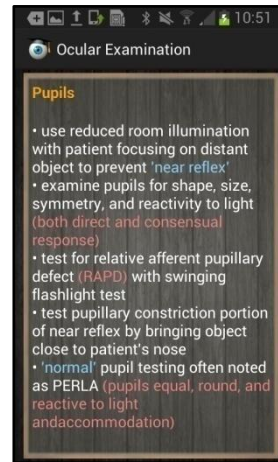 10:51
Ocular Examination
Pupils
• use reduced room illumination
with patient focusing on distant
object to prevent 'near reflex'
• examine pupils for shape, size,
symmetry, and reactivity to light
(both direct and consensual
response)
• test for relative afferent pupillary
defect (RAPD) with swinging
flashlight test
• test pupillary constriction portion
of near reflex by bringing object
close to patient's nose
• 'normal' pupil testing often noted
as PERLA (pupils equal, round, and
reactive to light
andaccommodation)